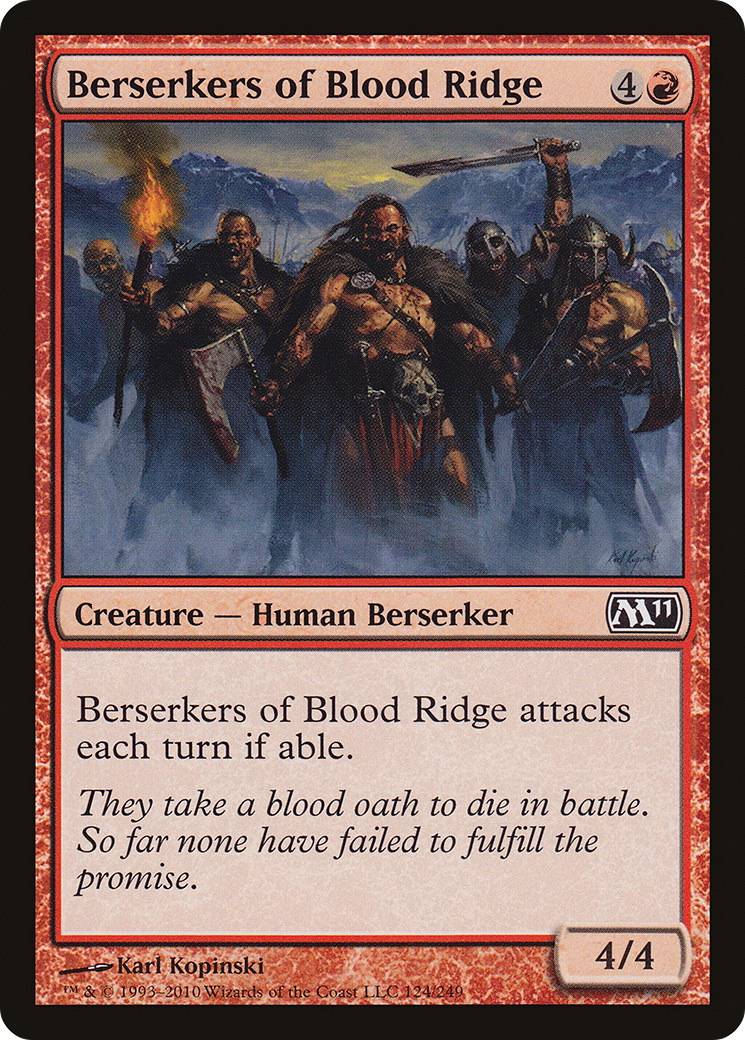 Berserkers of Blood Ridge 4
Creature — Human Berserker M11
Berserkers of Blood Ridge attacks
each turn if able.
They take a blood oath to die in battle.
So far none have failed to fulfill the
promise.
4/4
Karl Kopinski
™ & © 1993–2010 Wizards of the Coast LLC 124/249